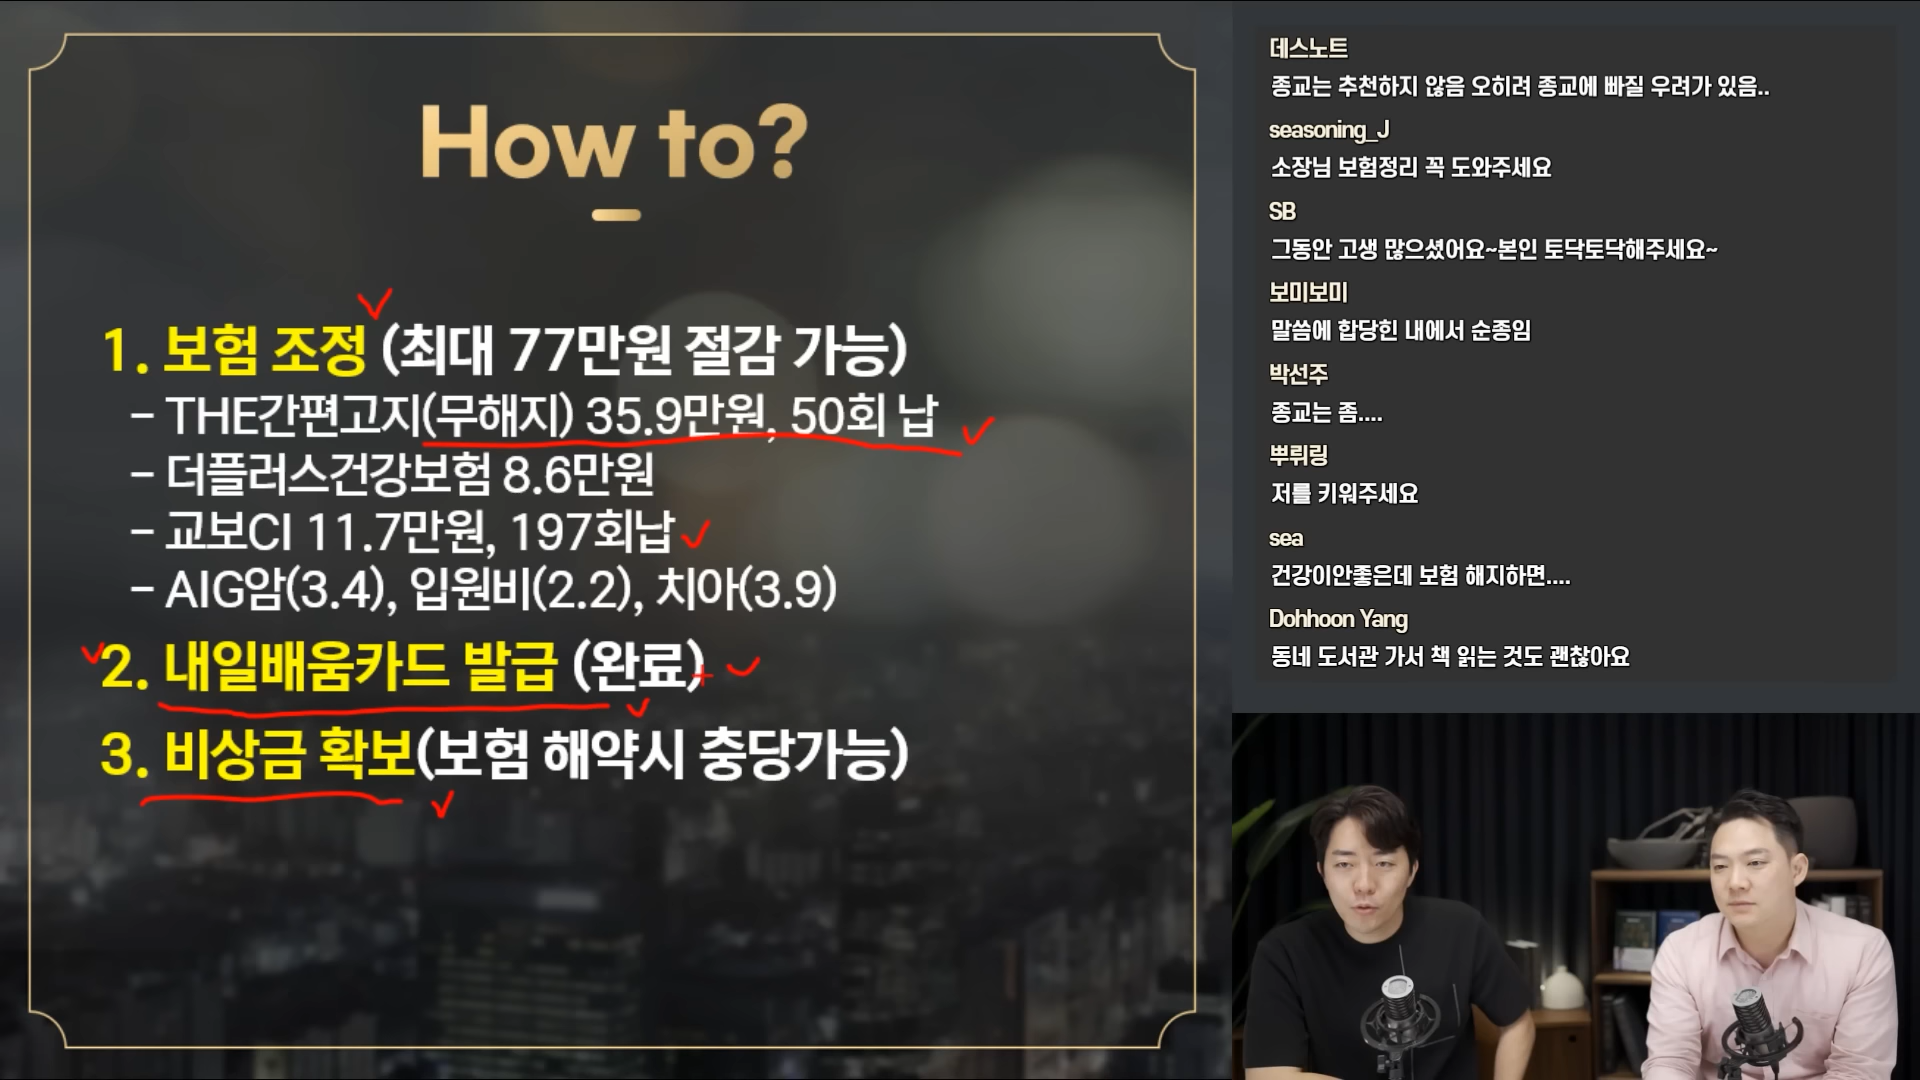 How to?
1. 보험 조정 (최대 77만원 절감 가능)
– THE간편고지(무해지) 35.9만원, 50회 납
– 더플러스건강보험 8.6만원
– 교보CI 11.7만원, 197회납
– AIG암(3.4), 입원비(2.2), 치아(3.9)
2. 내일배움카드 발급 (완료)
3. 비상금 확보(보험 해약시 충당가능)
데스노트
종교는 추천하지 않음 오히려 종교에 빠질 우려가 있음..
seasoning_J
소장님 보험정리 꼭 도와주세요
SB
그동안 고생 많으셨어요~본인 토닥토닥해주세요~
보미보미
말씀에 합당힌 내에서 순종임
박선주
종교는 좀....
뿌뤼링
저를 키워주세요
sea
건강이안좋은데 보험 해지하면....
Dohhoon Yang
동네 도서관 가서 책 읽는 것도 괜찮아요